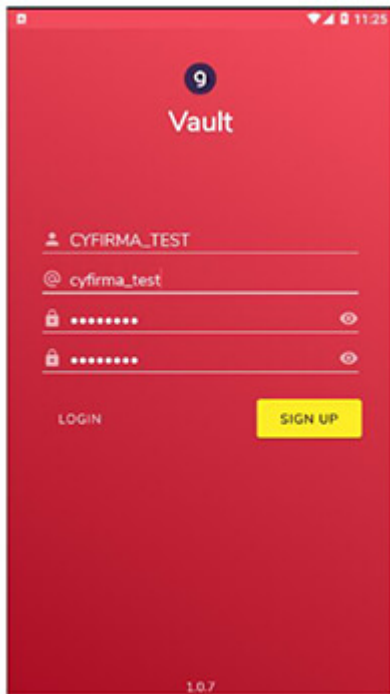 11:25
9
Vault
CYFIRMA_TEST
@ cyfirma_test
••••••••
••••••••
LOGIN
SIGN UP
1.0.7